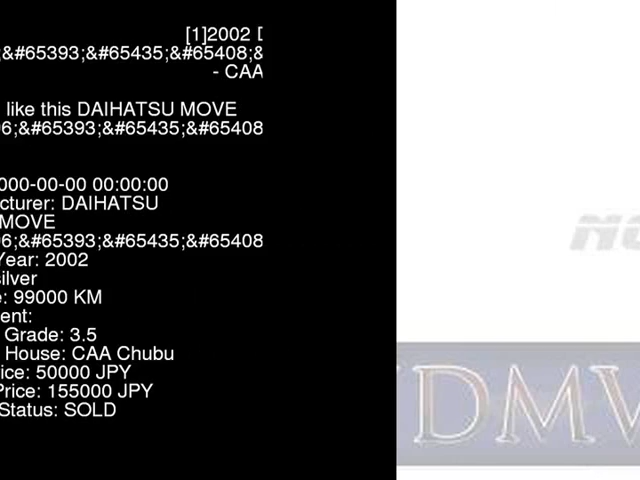 [1]2002 D
;&#65393;&#65435;&#65408;&
- CAA
like this DAIHATSU MOVE
6;&#65393;&#65435;&#65408
000-00-00 00:00:00
cturer: DAIHATSU
MOVE
6;&#65393;&#65435;&#65408
Year: 2002
silver
e: 99000 KM
ent:
Grade: 3.5
House: CAA Chubu
ice: 50000 JPY
Price: 155000 JPY
Status: SOLD
NO
DMV